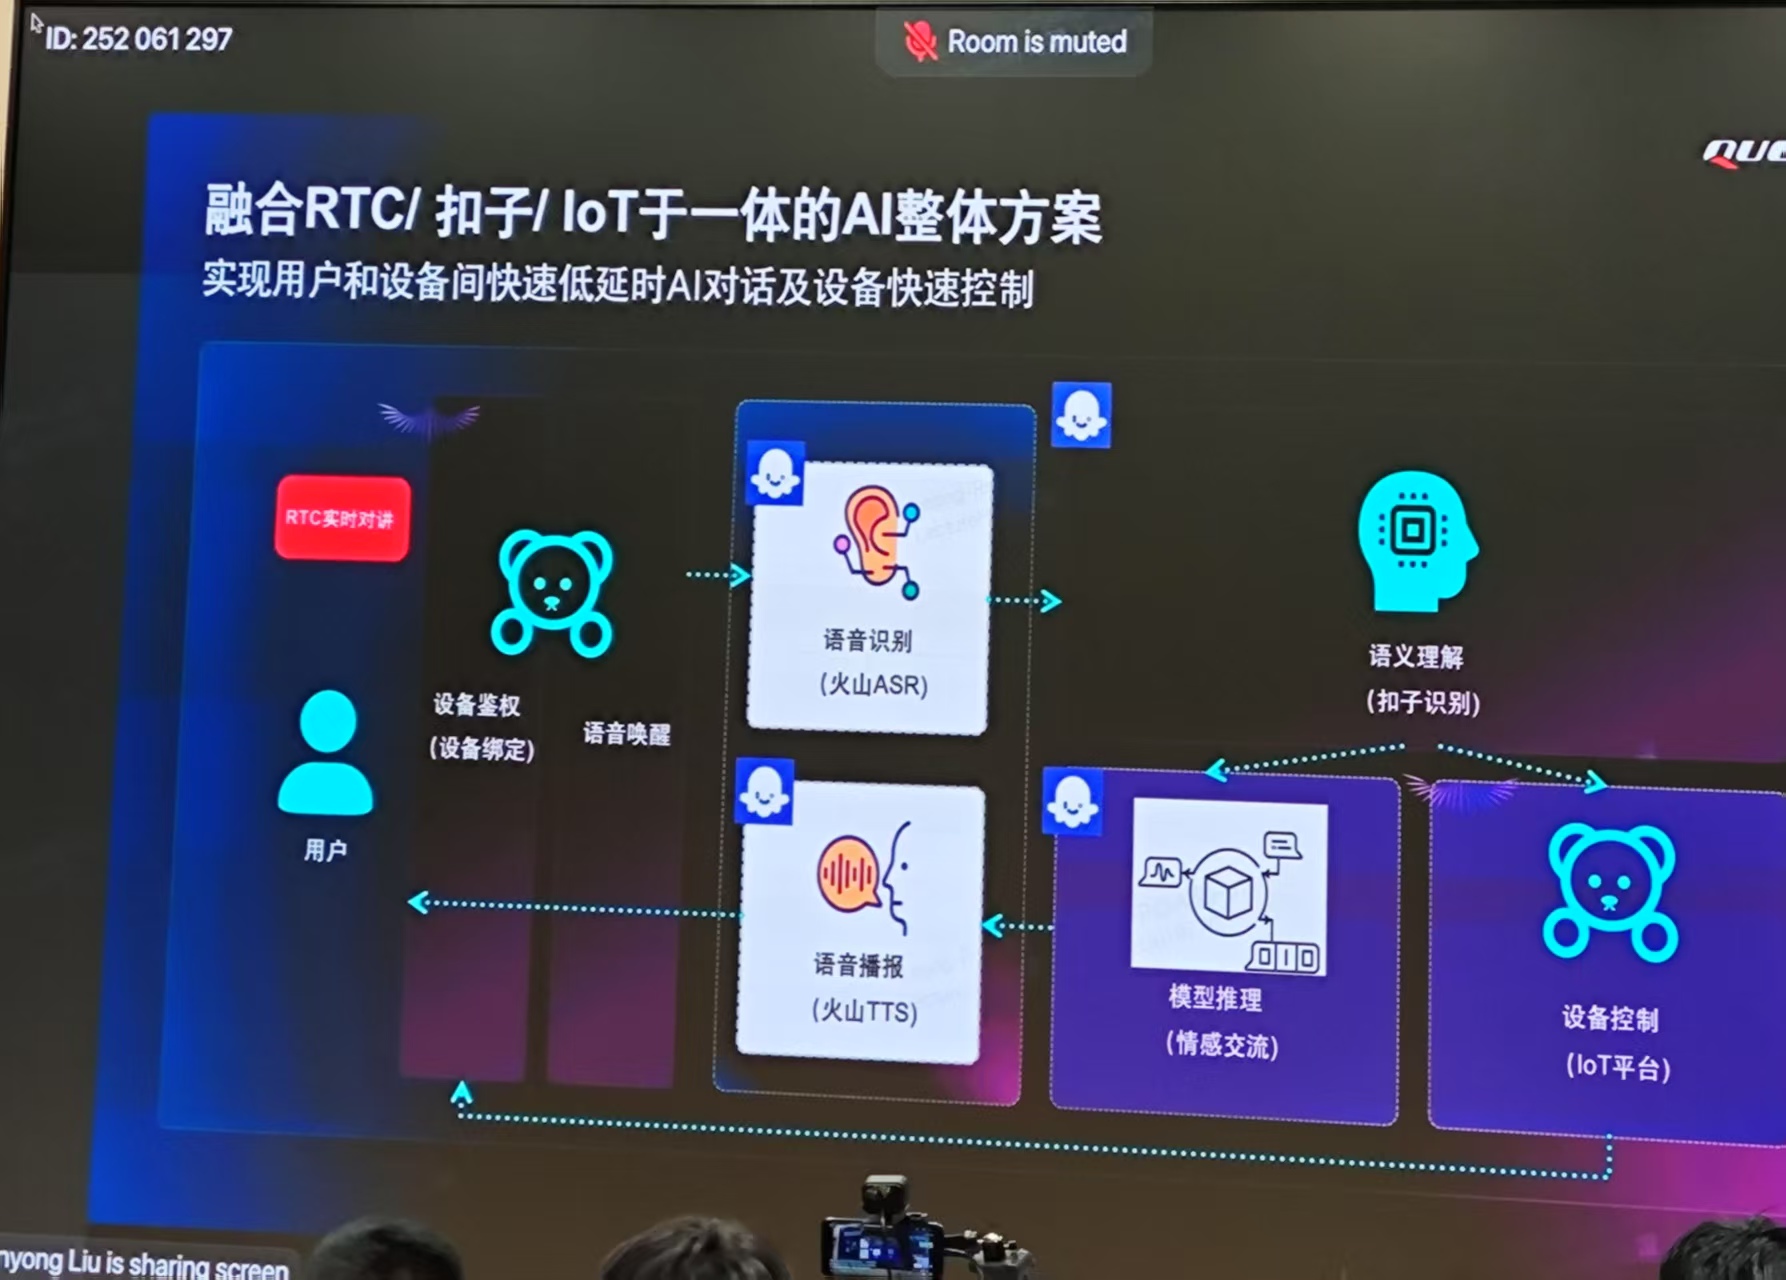 ID: 252 061 297
Room is muted
融合RTC/ 扣子/ IoT于一体的AI整体方案
实现用户和设备间快速低延时AI对话及设备快速控制
RTC实时对讲
语音识别
(火山ASR)
语义理解
(扣子识别)
设备鉴权
(设备绑定)
语音唤醒
用户
语音播报
(火山TTS)
模型推理
(情感交流)
设备控制
(IoT平台)
nyong Liu is sharing screen